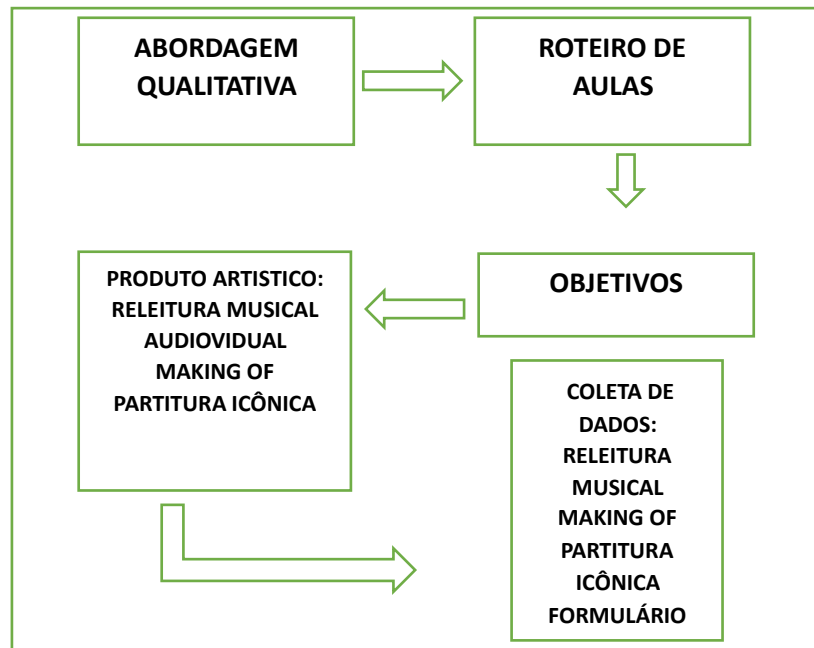 ABORDAGEM
QUALITATIVA
ROTEIRO DE
AULAS
OBJETIVOS
PRODUTO ARTISTICO:
RELEITURA MUSICAL
AUDIOVIDUAL
MAKING OF
PARTITURA ICÔNICA
COLETA DE
DADOS:
RELEITURA
MUSICAL
MAKING OF
PARTITURA
ICÔNICA
FORMULÁRIO